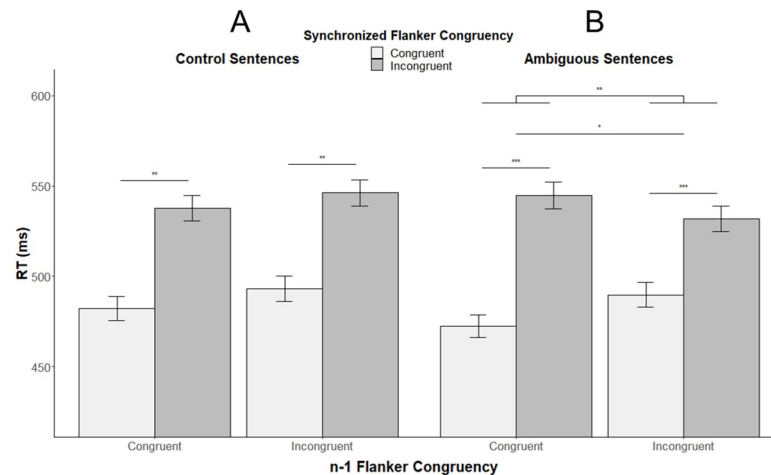 A
B
Synchronized Flanker Congruency
Control Sentences
Congruent
Incongruent
Ambiguous Sentences
600
550
500
450
RT (ms)
**
**
**
*
***
***
Congruent
Incongruent
Congruent
Incongruent
n-1 Flanker Congruency